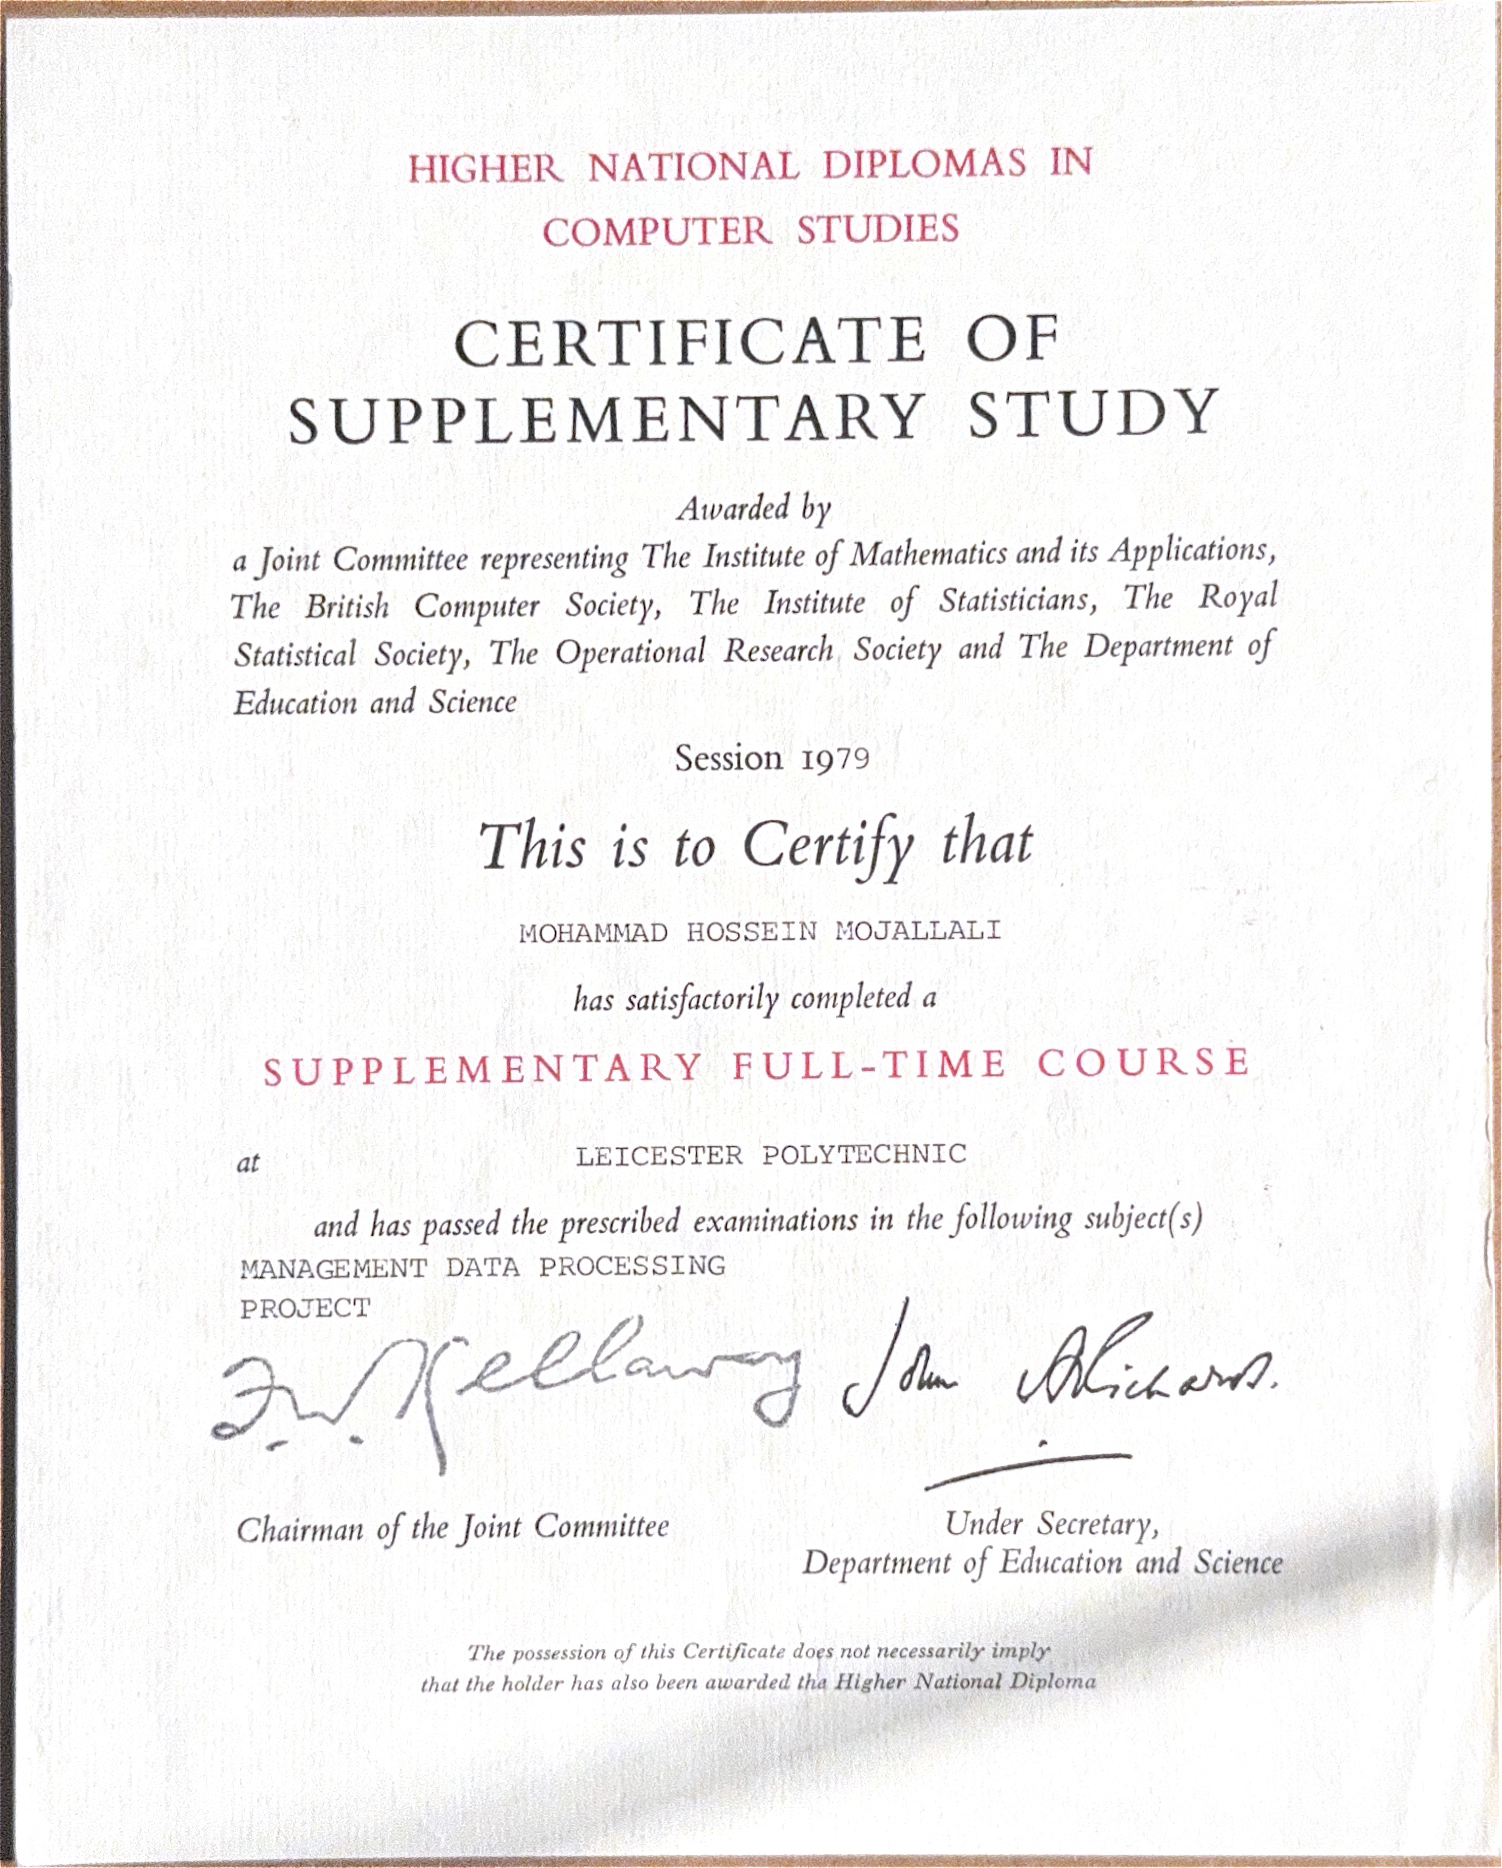 HIGHER NATIONAL DIPLOMAS IN
COMPUTER STUDIES
CERTIFICATE OF
SUPPLEMENTARY STUDY
Awarded by
a Joint Committee representing The Institute of Mathematics and its Applications,
The British Computer Society, The Institute of Statisticians, The Royal
Statistical Society, The Operational Research Society and The Department of
Education and Science
Session 1979
This is to Certify that
MOHAMMAD HOSSEIN MOJALLALI
has satisfactorily completed a
SUPPLEMENTARY FULL-TIME COURSE
at LEICESTER POLYTECHNIC
and has passed the prescribed examinations in the following subject(s)
MANAGEMENT DATA PROCESSING
PROJECT
F. W. Kellaway John A Richards.
Chairman of the Joint Committee
Under Secretary,
Department of Education and Science
The possession of this Certificate does not necessarily imply
that the holder has also been awarded the Higher National Diploma